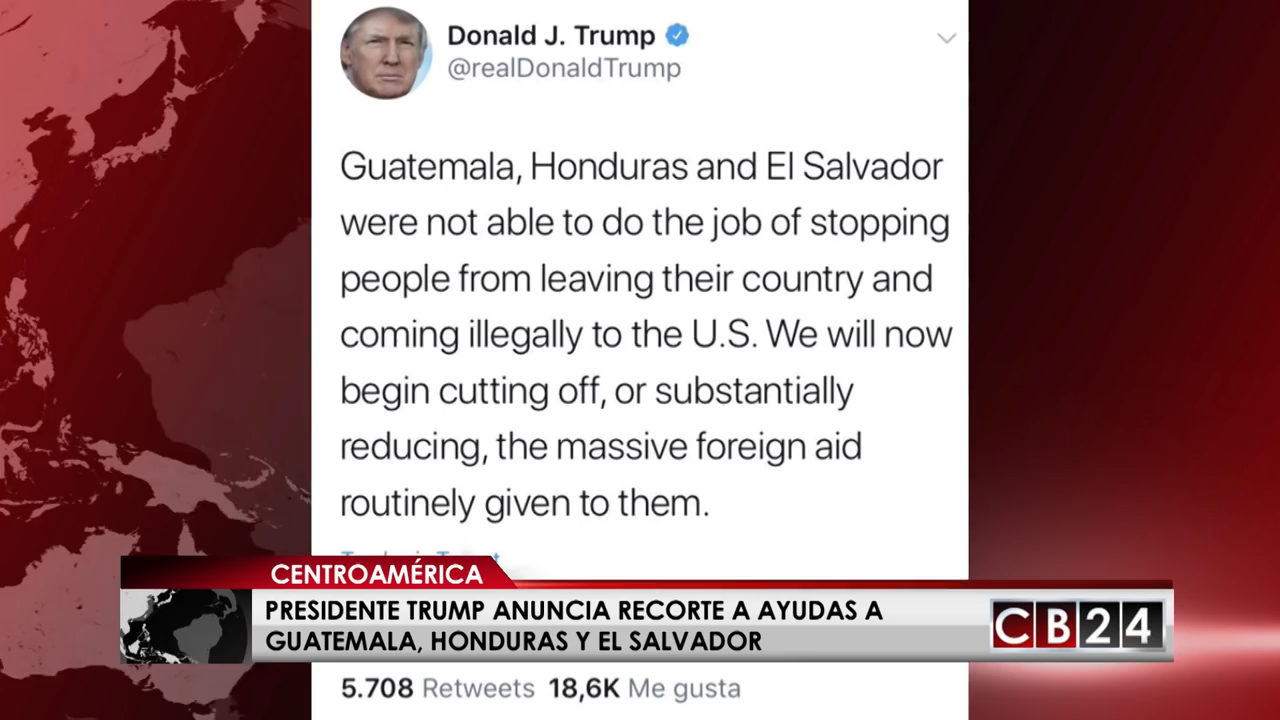 Donald J. Trump
@realDonaldTrump
Guatemala, Honduras and El Salvador
were not able to do the job of stopping
people from leaving their country and
coming illegally to the U.S. We will now
begin cutting off, or substantially
reducing, the massive foreign aid
routinely given to them.
CENTROAMÉRICA
PRESIDENTE TRUMP ANUNCIA RECORTE A AYUDAS A
GUATEMALA, HONDURAS Y EL SALVADOR
CB24
5.708 Retweets 18,6K Me gusta